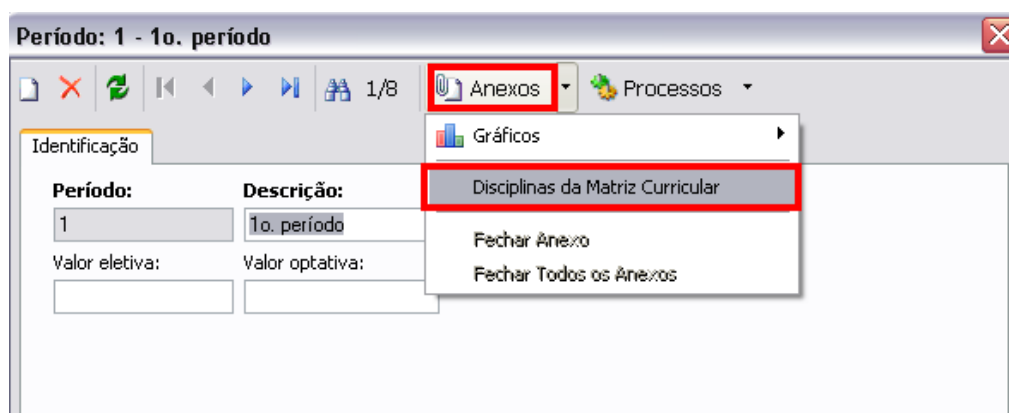 Período: 1 - 1o. período
1/8 Anexos Processos
Gráficos
Identificação
Disciplinas da Matriz Curricular
Período: Descrição:
1 1o. período
Fechar Anexo
Valor eletiva: Valor optativa:
Fechar Todos os Anexos